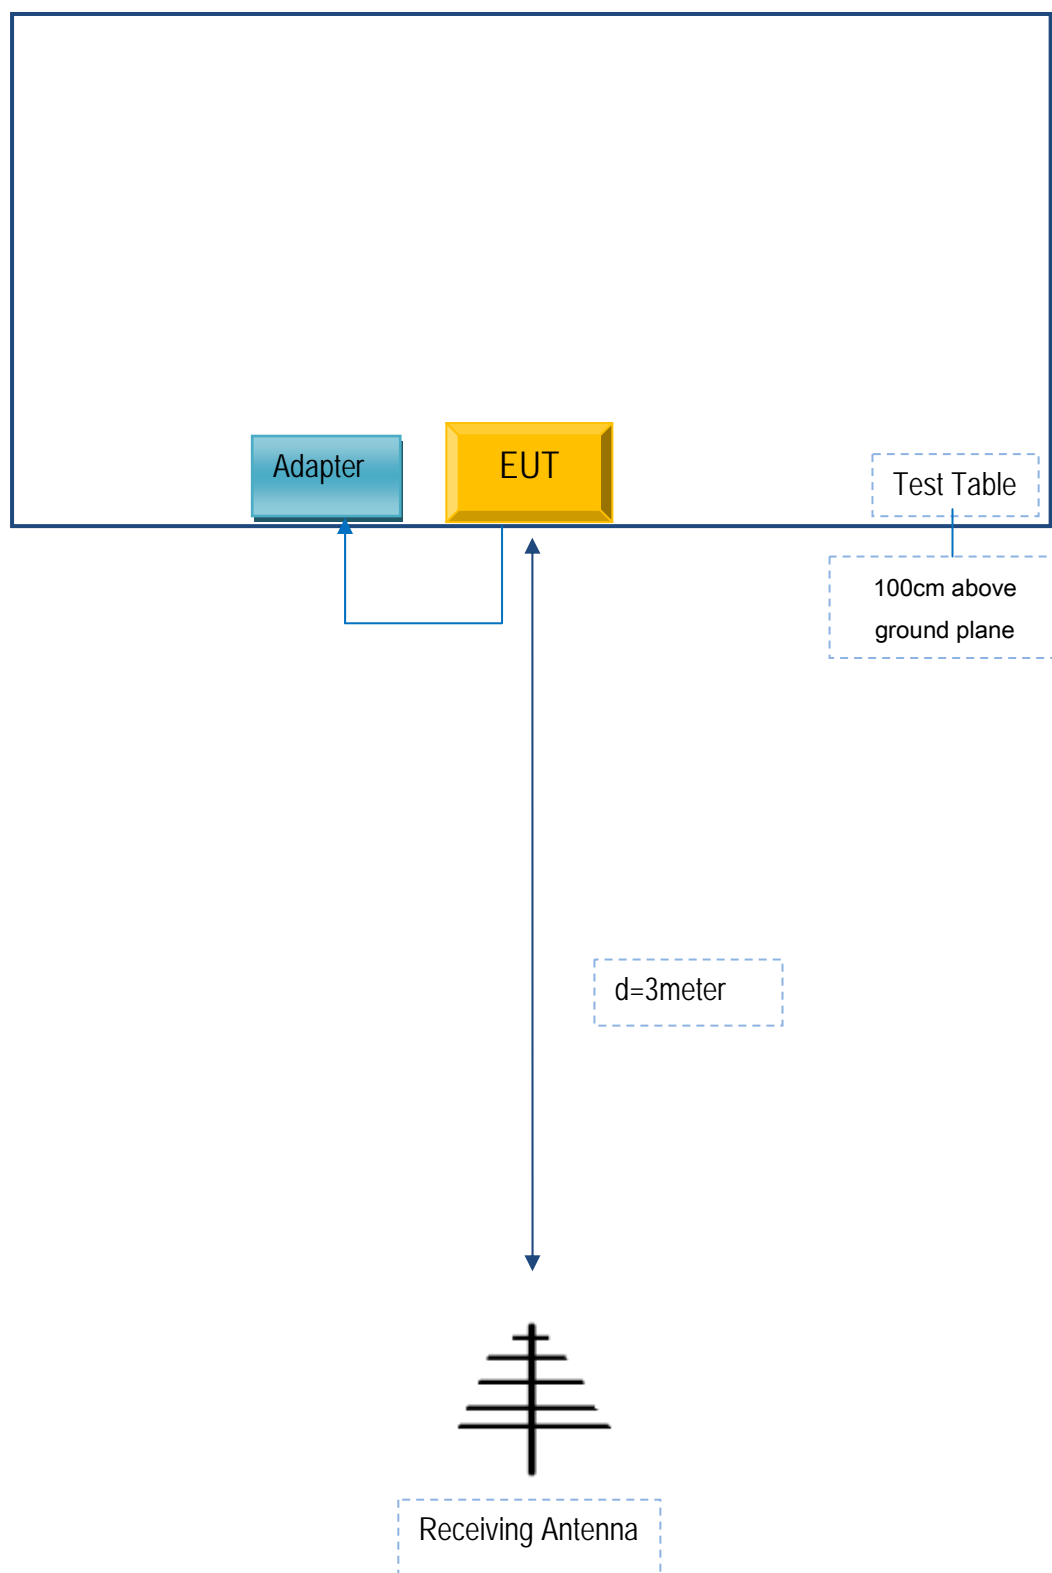 Adapter
EUT
Test Table
100cm above
ground plane
d=3meter
Receiving Antenna